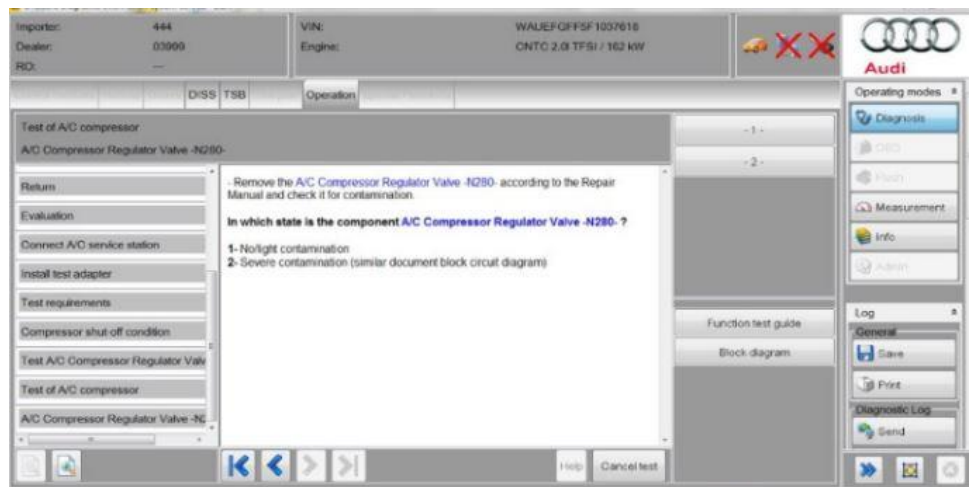 Importer: 444
Dealer: 03999
RO: ---
VIN:
Engine: CNTC 2.0l TFSI / 162 kW
Audi
DISS TSB Operation
Operating modes
Diagnosis
OBD
Flash
Measurement
Info
Admin
Test of A/C compressor
A/C Compressor Regulator Valve -N280-
Return
Evaluation
Connect A/C service station
Install test adapter
Test requirements
Compressor shut off condition
Test A/C Compressor Regulator Valv
Test of A/C compressor
A/C Compressor Regulator Valve -N2
- Remove the A/C Compressor Regulator Valve -N280- according to the Repair
Manual and check it for contamination.
In which state is the component A/C Compressor Regulator Valve -N280- ?
1- No/light contamination
2- Severe contamination (similar document block circuit diagram)
- 1 -
- 2 -
Function test guide
Block diagram
Log
General
Save
Print
Diagnostic Log
Send
Help
Cancel test